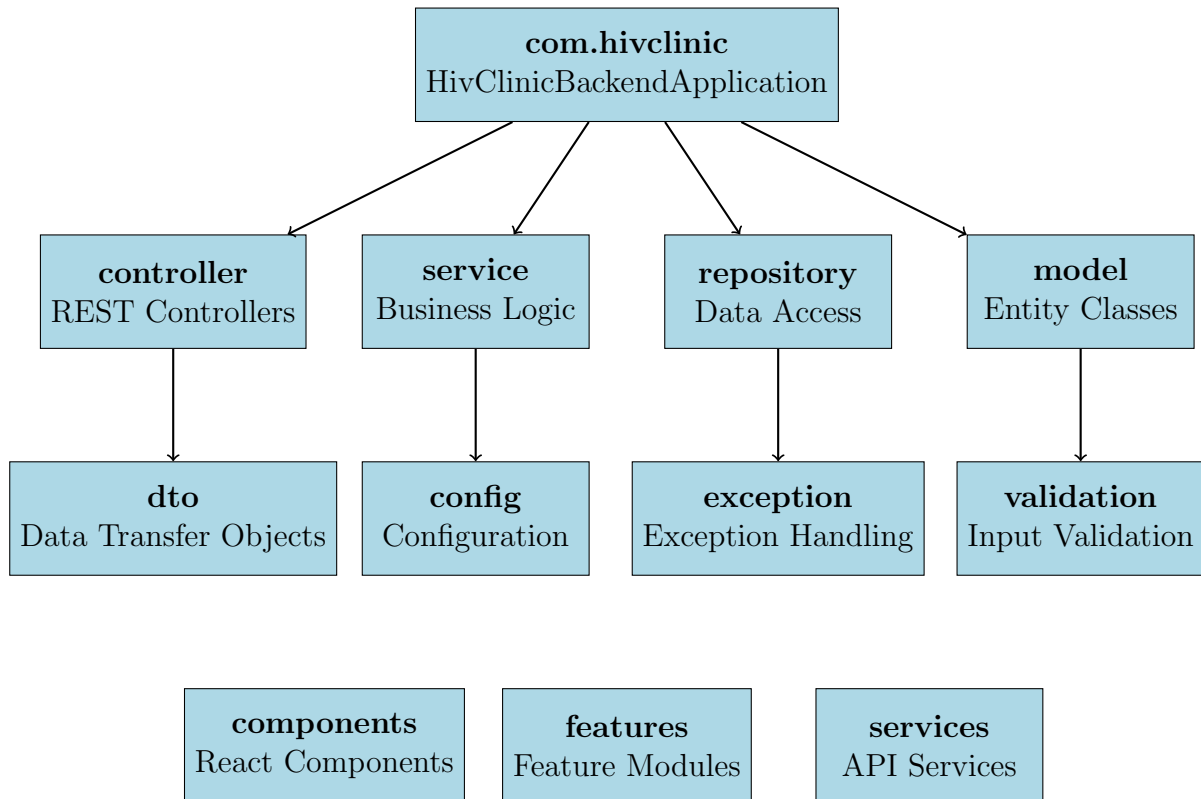 com.hivclinic
HivClinicBackendApplication
controller
REST Controllers
service
Business Logic
repository
Data Access
model
Entity Classes
dto
Data Transfer Objects
config
Configuration
exception
Exception Handling
validation
Input Validation
components
React Components
features
Feature Modules
services
API Services